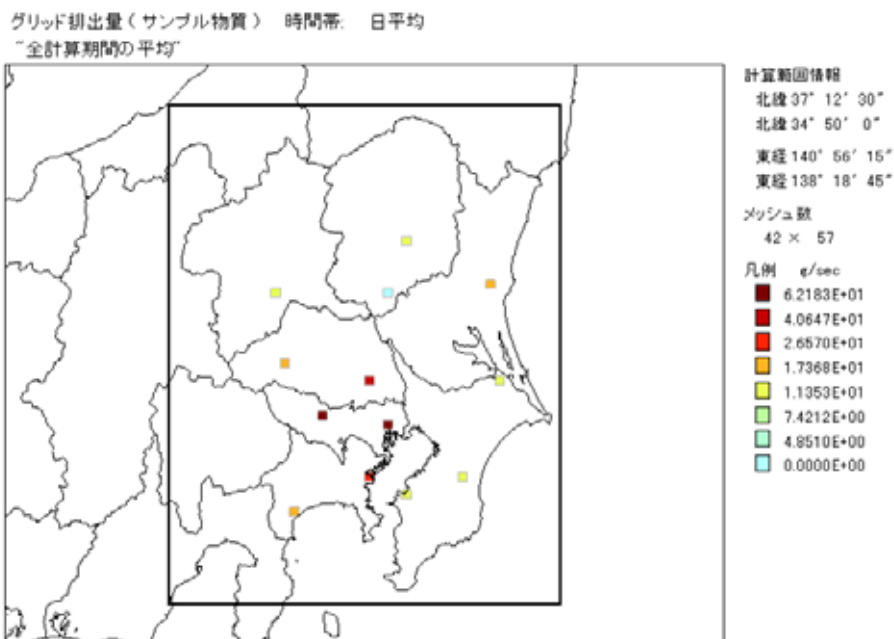 グリッド排出量(サンプル物質) 時間帯: 日平均
"全計算期間の平均"
計算範囲情報
北緯 37° 12′ 30″
北緯 34° 50′ 0″
東経 140° 56′ 15″
東経 138° 18′ 45″
メッシュ数
42 × 57
凡例 g/sec
6.2183E+01
4.0647E+01
2.6570E+01
1.7368E+01
1.1353E+01
7.4212E+00
4.8510E+00
0.0000E+00